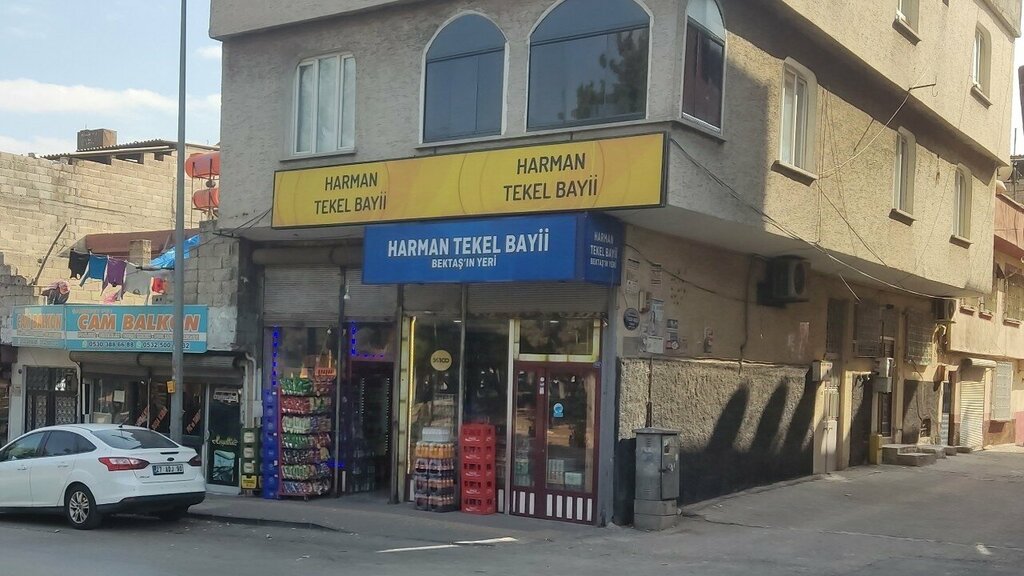 HARMAN
TEKEL BAYİİ
HARMAN
TEKEL BAYİİ
HARMAN TEKEL BAYİİ
BEKTAŞ'IN YERİ
HARMAN
TEKEL BAYİİ
BEKTAŞ'IN YERİ
CAM BALKON